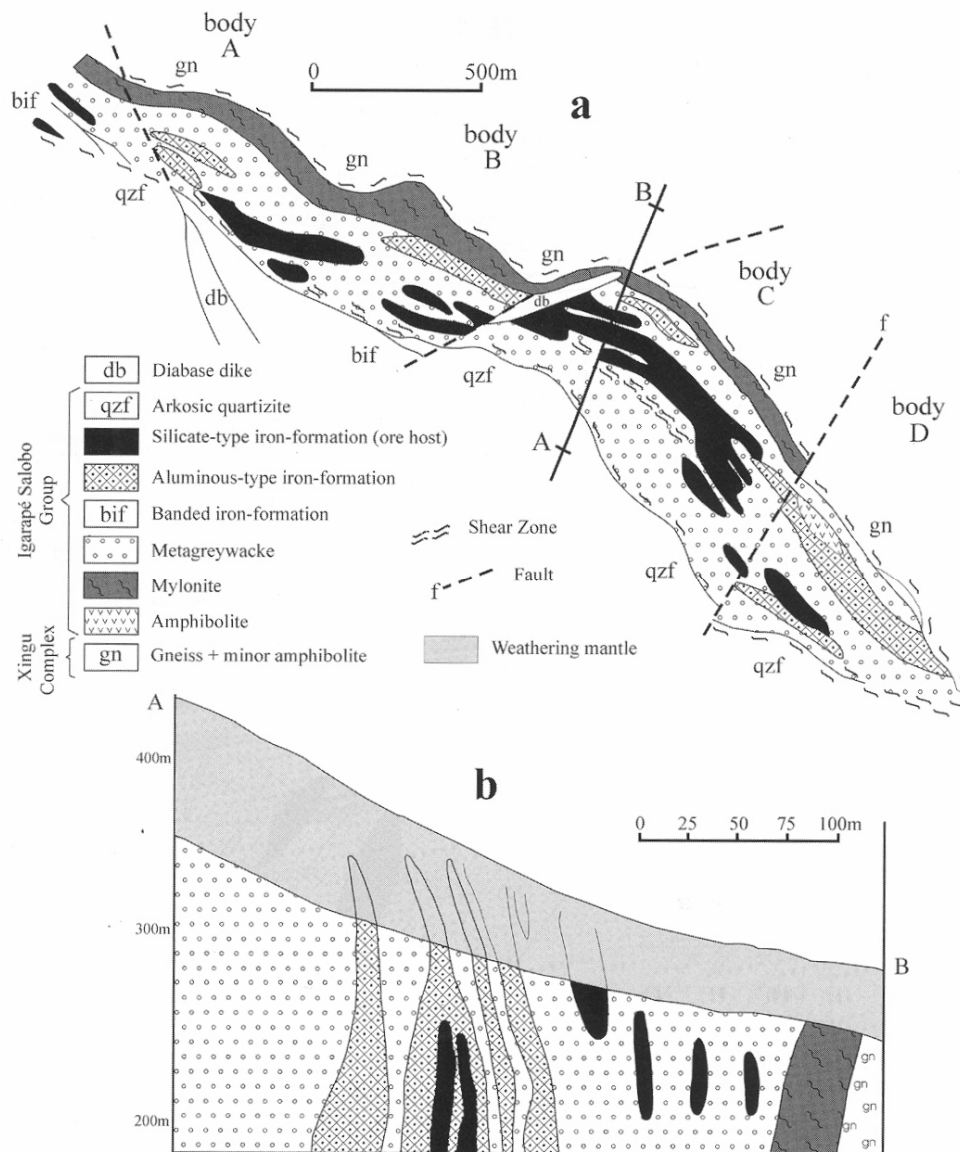 body
A
gn
0 500m
a
bif
body
B
gn
B
qzf
gn
body
C
db
db
f
bif
qzf
gn
body
D
A
db Diabase dike
qzf Arkosic quartizite
Silicate-type iron-formation (ore host)
Aluminous-type iron-formation
bif Banded iron-formation
Metagreywacke
Mylonite
Amphibolite
gn Gneiss + minor amphibolite
Igarapé Salobo
Group
Xingu
Complex
Shear Zone
f Fault
Weathering mantle
qzf
gn
qzf
A
400m
b
0 25 50 75 100m
300m
B
gn
gn
gn
gn
gn
200m